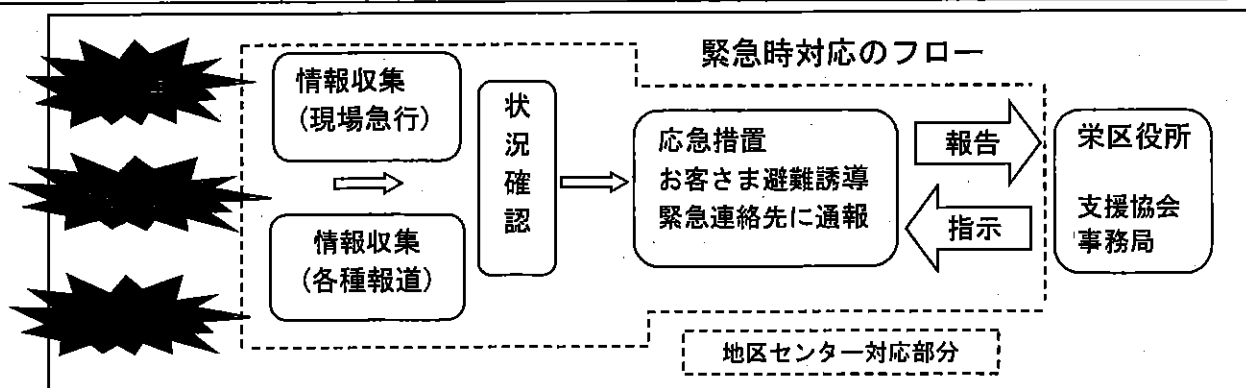 緊急時対応のフロー
情報収集
(現場急行)
情報収集
(各種報道)
状況確認
応急措置
お客さま避難誘導
緊急連絡先に通報
報告
指示
栄区役所
支援協会
事務局
地区センター対応部分